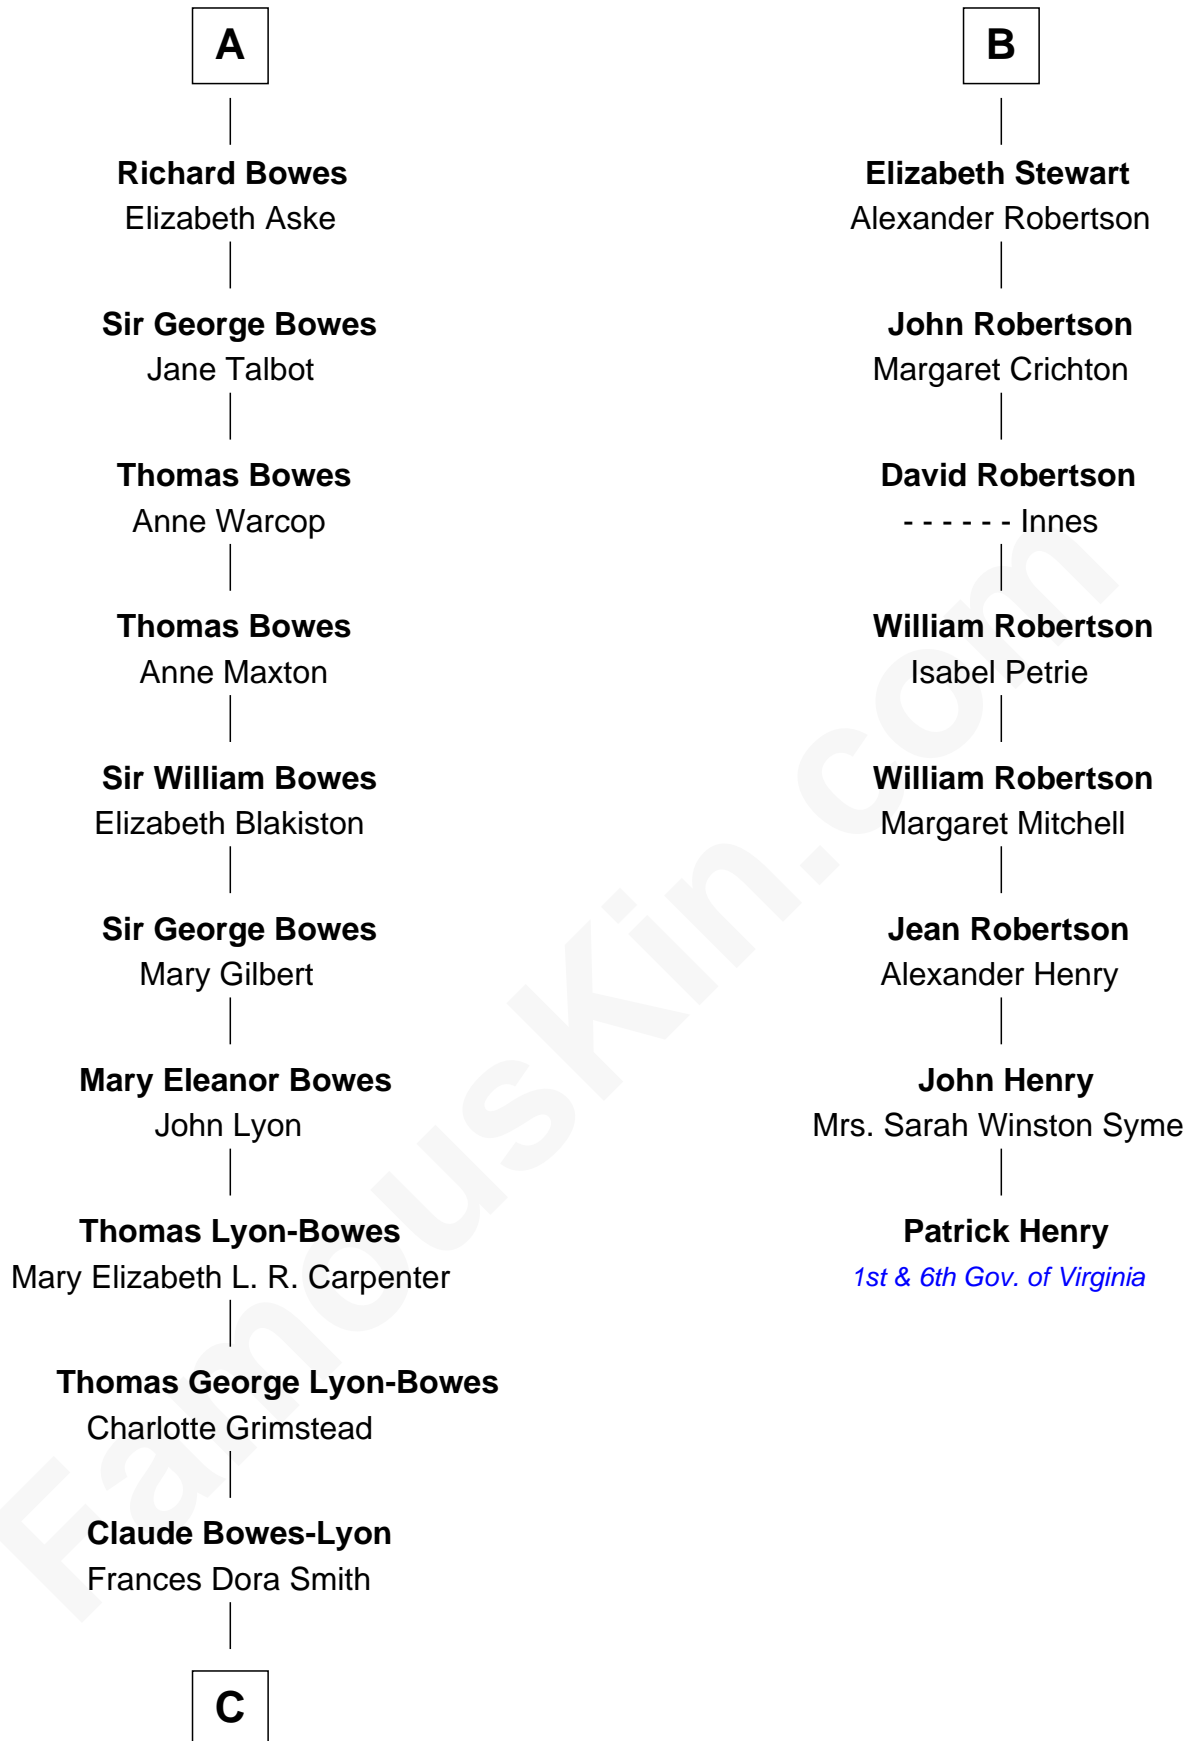 A
Richard Bowes
Elizabeth Aske
Sir George Bowes
Jane Talbot
Thomas Bowes
Anne Warcop
Thomas Bowes
Anne Maxton
Sir William Bowes
Elizabeth Blakiston
Sir George Bowes
Mary Gilbert
Mary Eleanor Bowes
John Lyon
Thomas Lyon-Bowes
Mary Elizabeth L. R. Carpenter
Thomas George Lyon-Bowes
Charlotte Grimstead
Claude Bowes-Lyon
Frances Dora Smith
C
B
Elizabeth Stewart
Alexander Robertson
John Robertson
Margaret Crichton
David Robertson
- - - - - - Innes
William Robertson
Isabel Petrie
William Robertson
Margaret Mitchell
Jean Robertson
Alexander Henry
John Henry
Mrs. Sarah Winston Syme
Patrick Henry
1st & 6th Gov. of Virginia
FamousKin.com